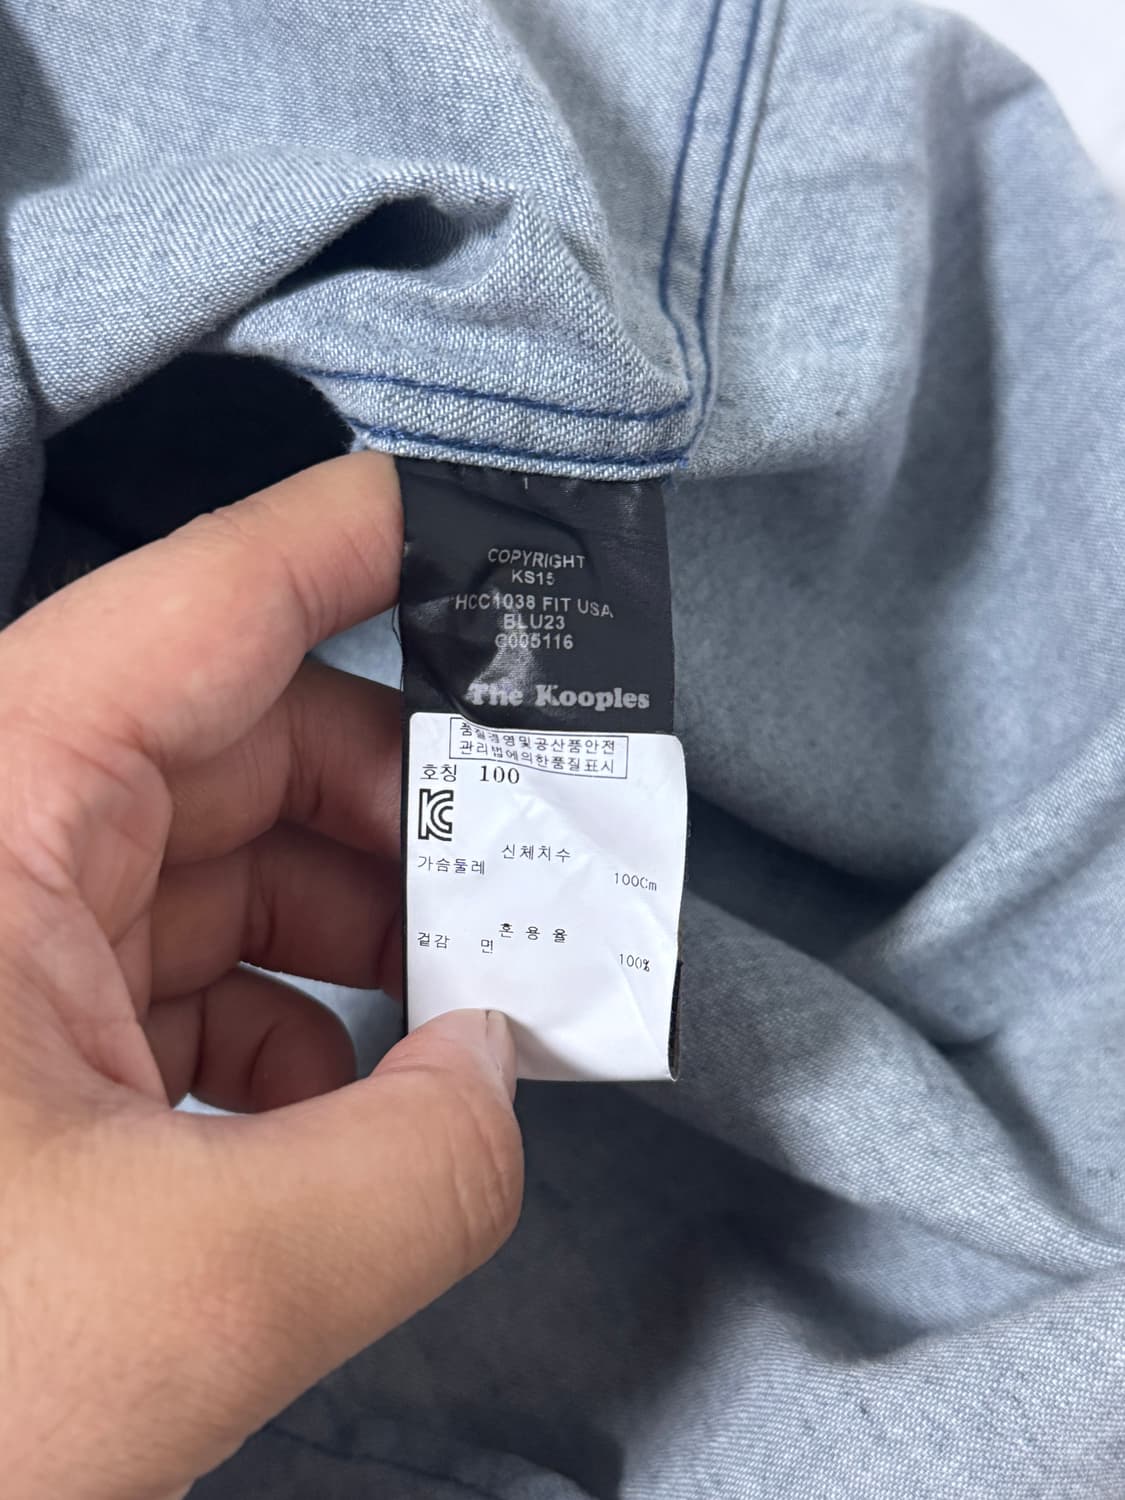 COPYRIGHT
KS15
HCC1038 FIT USA
BLU23
C005116
The Kooples
품질경영및공산품안전
관리법에의한품질표시
호칭 100
신체치수
가슴둘레 100Cm
혼 용 율
겉감 면 100%